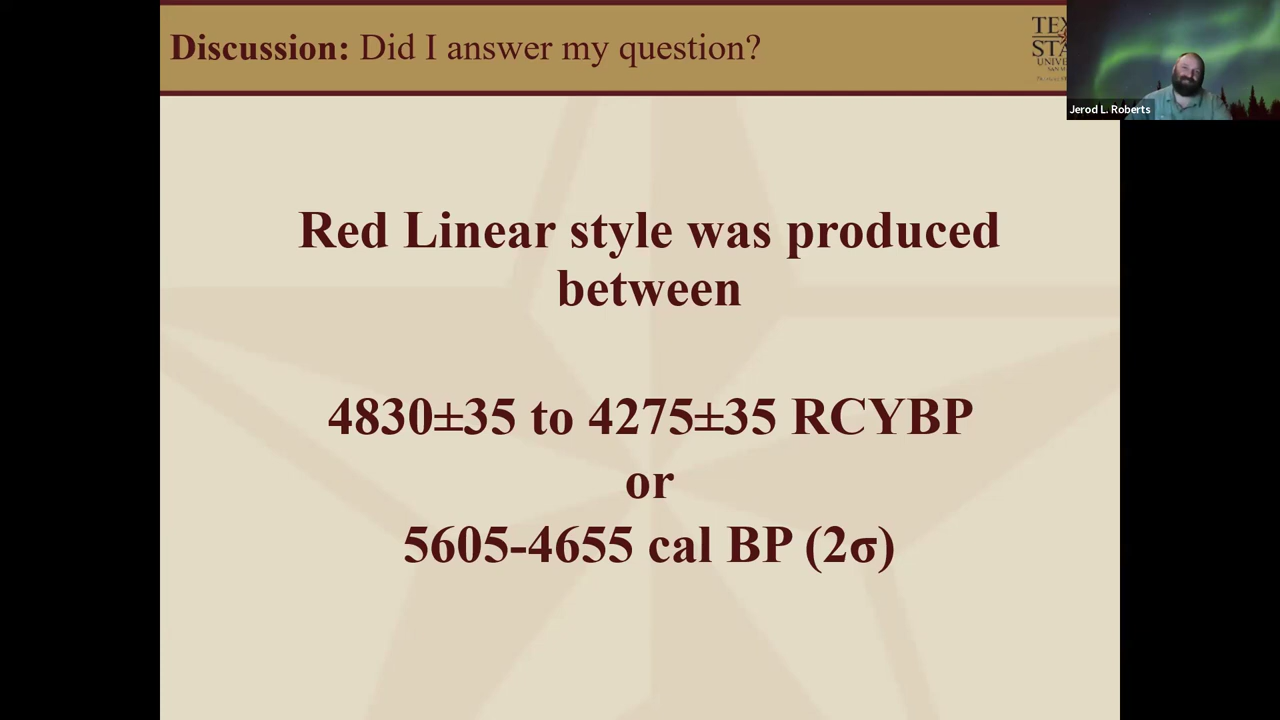 Discussion: Did I answer my question?
Jerod L. Roberts
Red Linear style was produced
between
4830±35 to 4275±35 RCYBP
or
5605-4655 cal BP (2σ)